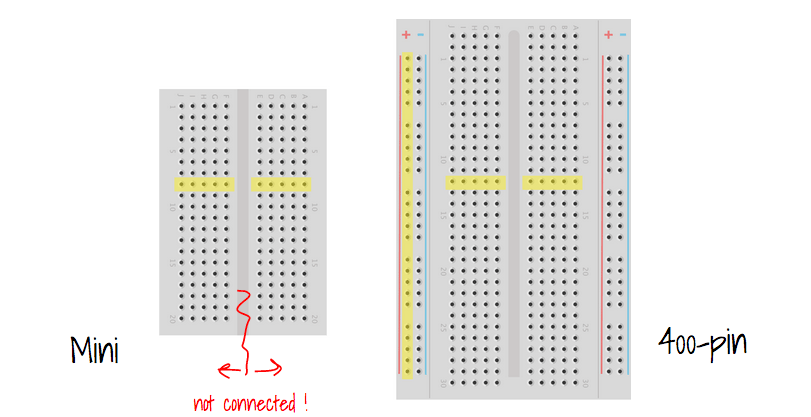 + - + -
J I H G F E D C B A
1 1
5 5
10 10
15 15
20 20
25 25
30 30
J I H G F E D C B A
1 1
5 5
10 10
15 15
20 20
Mini
400-pin
not connected !